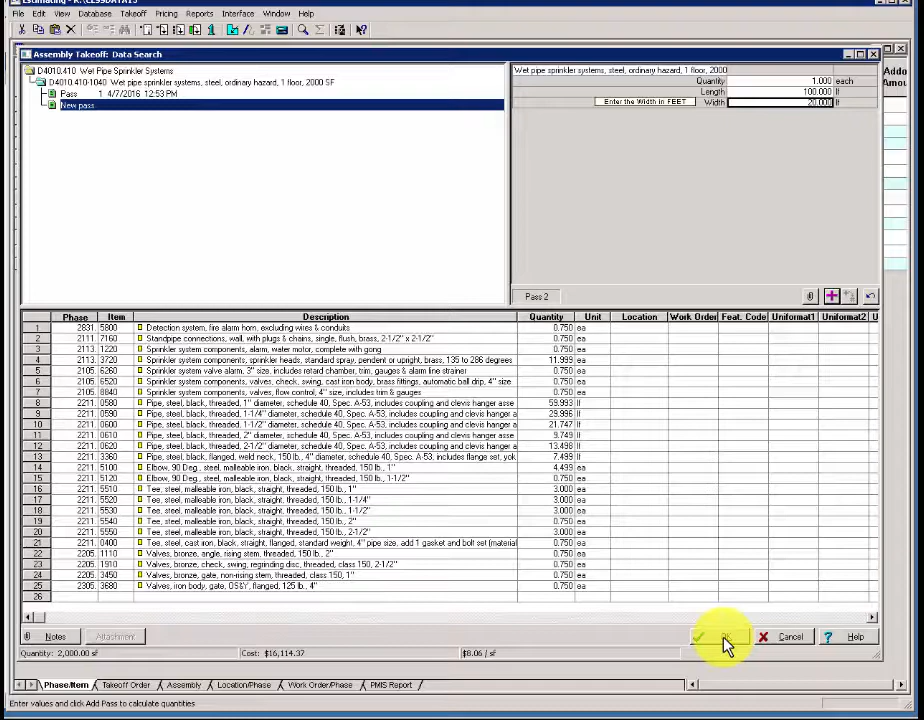 Estimating - K:\CESDATA15
File Edit View Database Takeoff Pricing Reports Interface Window Help
Assembly Takeoff: Data Search
D4010.410 Wet Pipe Sprinkler Systems
D4010.410-1040 Wet pipe sprinkler systems, steel, ordinary hazard, 1 floor, 2000 SF
Pass 1 4/7/2016 12:53 PM
New pass
Wet pipe sprinkler systems, steel, ordinary hazard, 1 floor, 2000
Quantity 1.000 each
Length 100.000 lf
Enter the Width in FEET Width 20.000 lf
Pass 2
Addo
Amou
Phase Item Description Quantity Unit Location Work Order Feat. Code Uniformat1 Uniformat2 U
1 2831. 5800 Detection system, fire alarm horn, excluding wires & conduits 0.750 ea
2 2111. 7160 Standpipe connections, wall, with plugs & chains, single, flush, brass, 2-1/2" x 2-1/2" 0.750 ea
3 2113. 1220 Sprinkler system components, alarm, water motor, complete with gong 0.750 ea
4 2113. 3720 Sprinkler system components, sprinkler heads, standard spray, pendent or upright, brass, 135 to 286 degrees 11.999 ea
5 2105. 6260 Sprinkler system valve alarm, 3" size, includes retard chamber, trim, gauges & alarm line strainer 0.750 ea
6 2105. 6520 Sprinkler system components, valves, check, swing, cast iron body, brass fittings, automatic ball drip, 4" size 0.750 ea
7 2105. 8840 Sprinkler system components, valves, flow control, 4" size, includes trim & gauges 0.750 ea
8 2211. 0580 Pipe, steel, black, threaded, 1" diameter, schedule 40, Spec. A-53, includes coupling and clevis hanger asse 59.993 lf
9 2211. 0590 Pipe, steel, black, threaded, 1-1/4" diameter, schedule 40, Spec. A-53, includes coupling and clevis hanger a 29.996 lf
10 2211. 0600 Pipe, steel, black, threaded, 1-1/2" diameter, schedule 40, Spec. A-53, includes coupling and clevis hanger a 21.747 lf
11 2211. 0610 Pipe, steel, black, threaded, 2" diameter, schedule 40, Spec. A-53, includes coupling and clevis hanger asse 9.749 lf
12 2211. 0620 Pipe, steel, black, threaded, 2-1/2" diameter, schedule 40, Spec. A-53, includes coupling and clevis hanger a 13.498 lf
13 2211. 3360 Pipe, steel, black, flanged, weld neck, 150 lb., 4" diameter, schedule 40, Spec. A-53, includes flange set, yok 7.499 lf
14 2211. 5100 Elbow, 90 Deg., steel, malleable iron, black, straight, threaded, 150 lb., 1" 4.499 ea
15 2211. 5120 Elbow, 90 Deg., steel, malleable iron, black, straight, threaded, 150 lb., 1-1/2" 0.750 ea
16 2211. 5510 Tee, steel, malleable iron, black, straight, threaded, 150 lb., 1" 3.000 ea
17 2211. 5520 Tee, steel, malleable iron, black, straight, threaded, 150 lb., 1-1/4" 3.000 ea
18 2211. 5530 Tee, steel, malleable iron, black, straight, threaded, 150 lb., 1-1/2" 3.000 ea
19 2211. 5540 Tee, steel, malleable iron, black, straight, threaded, 150 lb., 2" 0.750 ea
20 2211. 5550 Tee, steel, malleable iron, black, straight, threaded, 150 lb., 2-1/2" 3.000 ea
21 2211. 0400 Tee, steel, cast iron, black, straight, flanged, standard weight, 4" pipe size, add 1 gasket and bolt set (material 0.750 ea
22 2205. 1110 Valves, bronze, angle, rising stem, threaded, 150 lb., 2" 0.750 ea
23 2205. 1910 Valves, bronze, check, swing, regrinding disc, threaded, class 150, 2-1/2" 0.750 ea
24 2205. 3450 Valves, bronze, gate, non-rising stem, threaded, class 150, 1" 0.750 ea
25 2305. 3680 Valves, iron body, gate, OS&Y, flanged, 125 lb., 4" 0.750 ea
26
Notes Attachment OK Cancel Help
Quantity: 2,000.00 sf Cost: $16,114.37 $8.06 / sf
Phase/Item Takeoff Order Assembly Location/Phase Work Order/Phase PMIS Report
Enter values and click Add Pass to calculate quantities